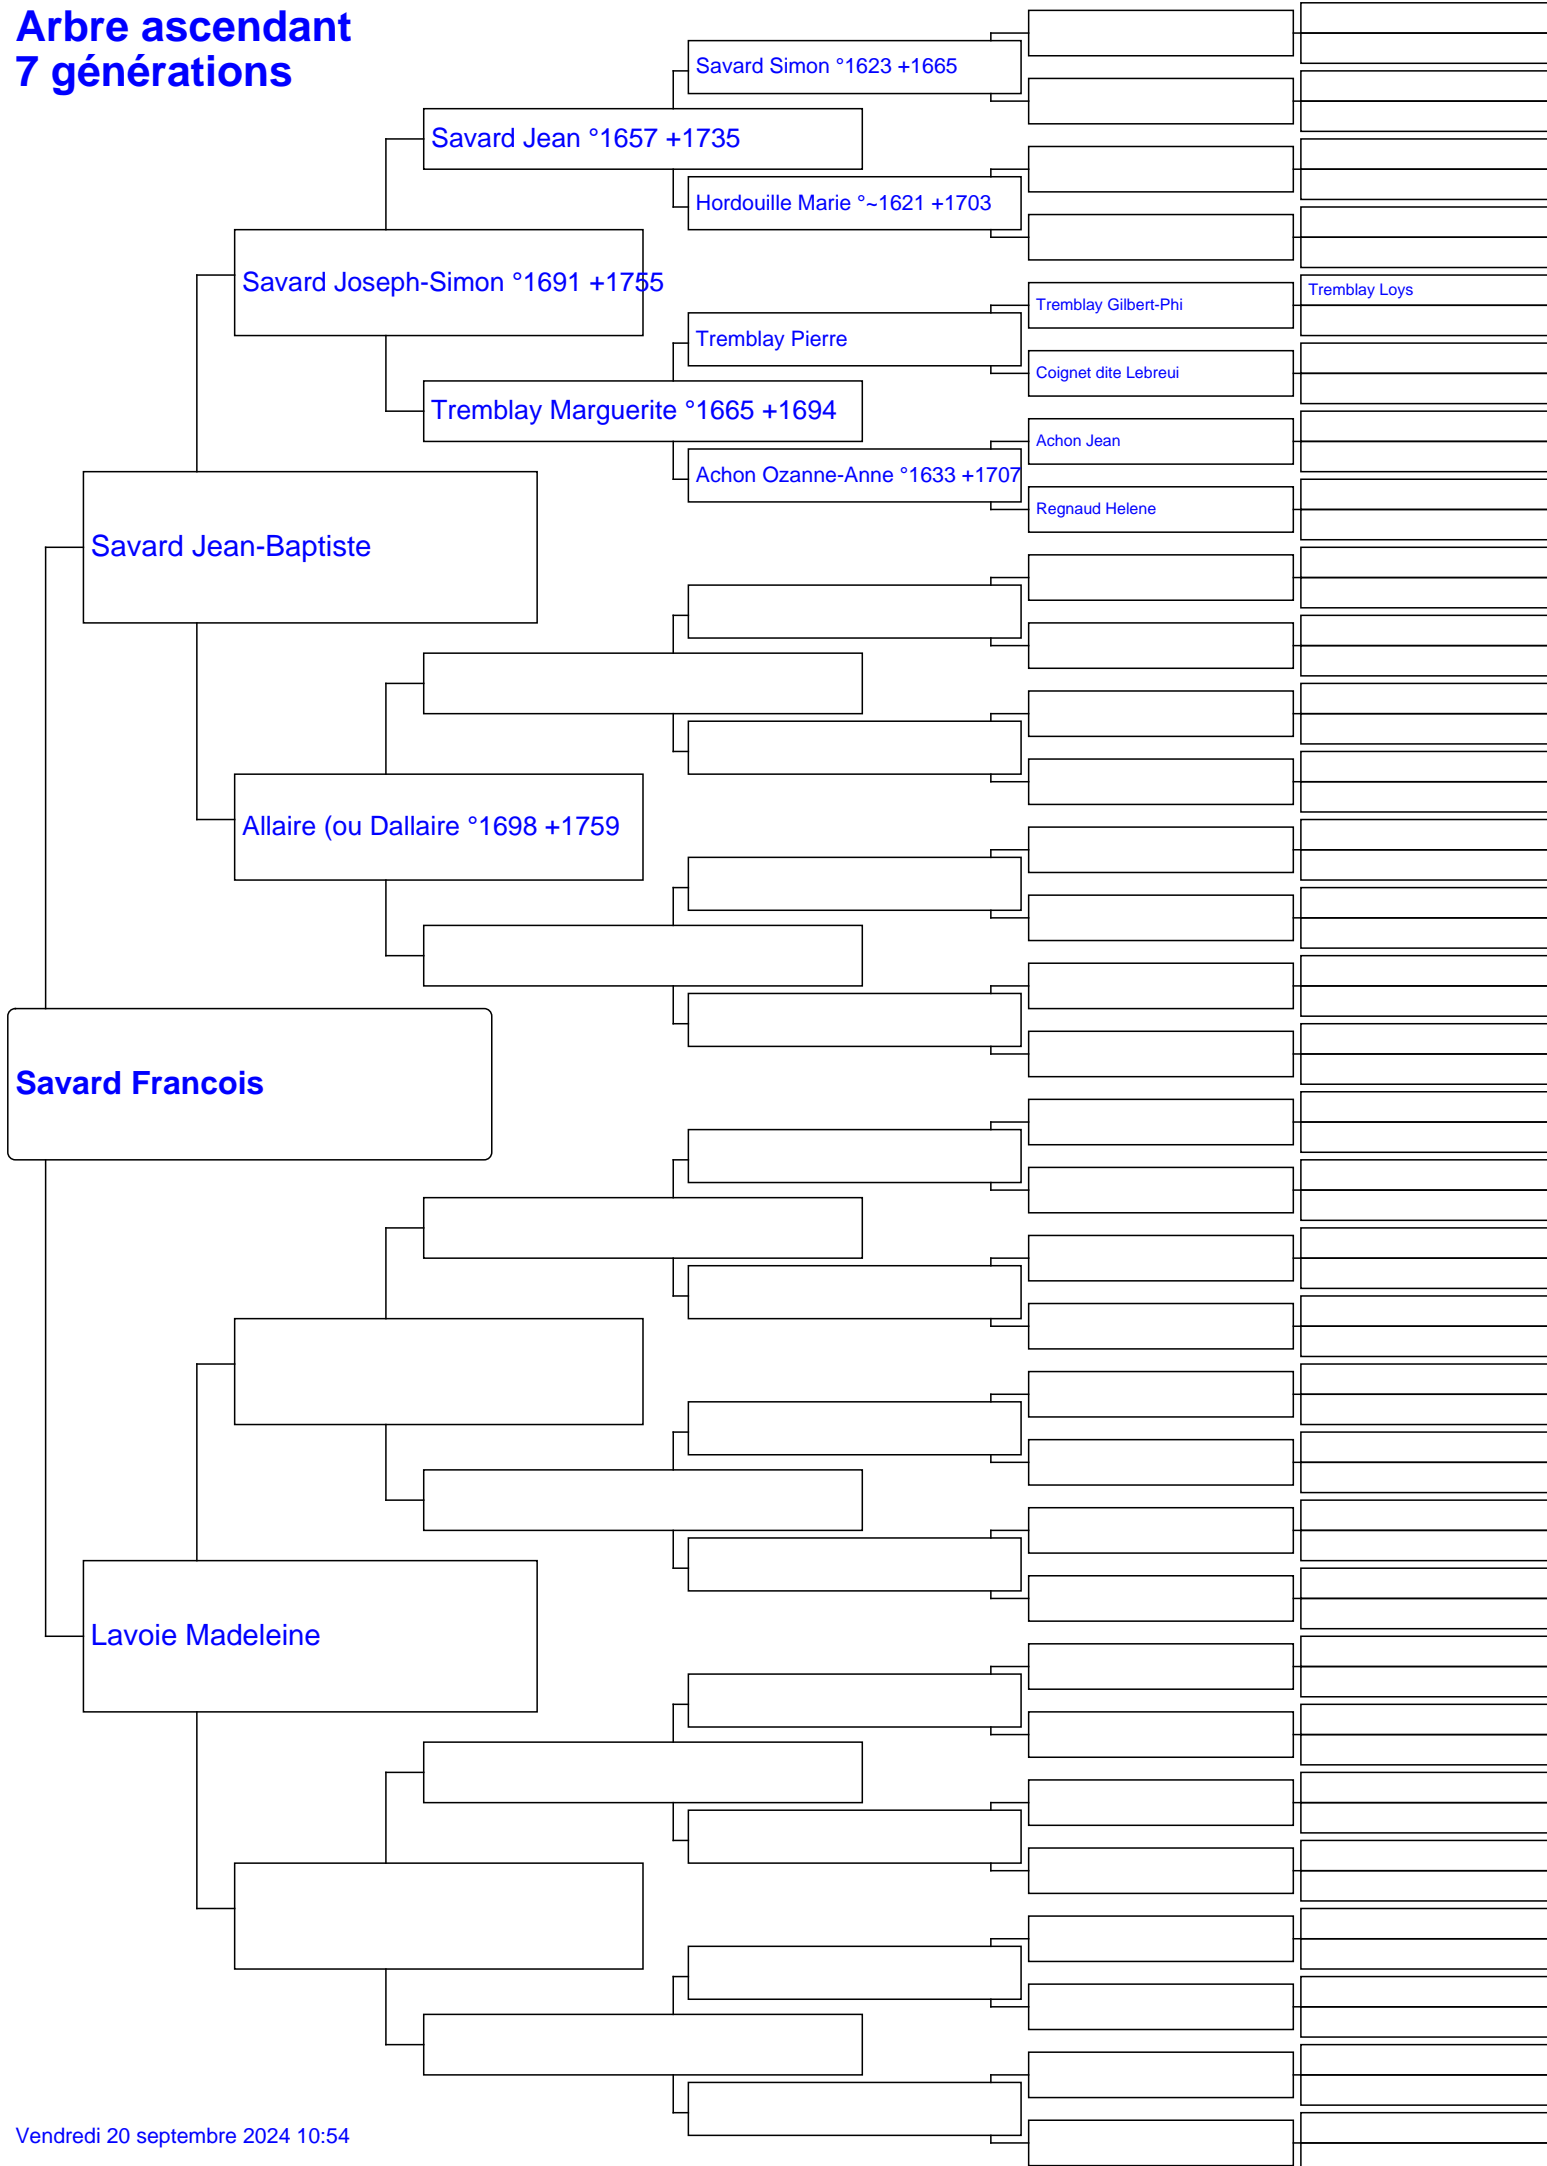 Arbre ascendant
7 générations
Savard Simon °1623 +1665
Savard Jean °1657 +1735
Hordouille Marie °~1621 +1703
Savard Joseph-Simon °1691 +1755
Tremblay Loys
Tremblay Gilbert-Phi
Tremblay Pierre
Coignet dite Lebreui
Tremblay Marguerite °1665 +1694
Achon Jean
Achon Ozanne-Anne °1633 +1707
Regnaud Helene
Savard Jean-Baptiste
Allaire (ou Dallaire °1698 +1759
Savard Francois
Lavoie Madeleine
Vendredi 20 septembre 2024 10:54